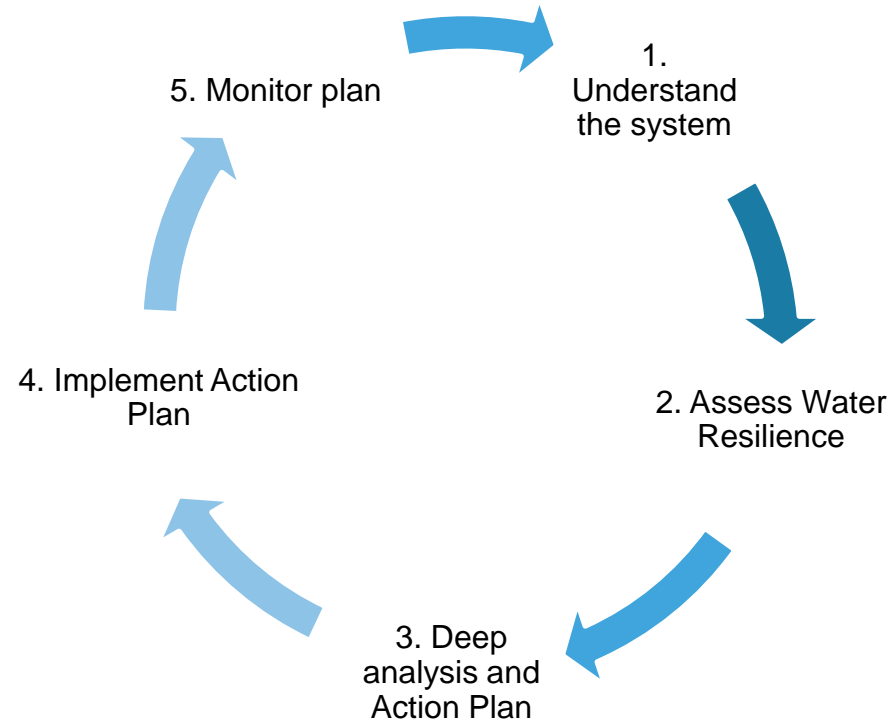 1.
Understand
the system
2. Assess Water
Resilience
3. Deep
analysis and
Action Plan
4. Implement Action
Plan
5. Monitor plan